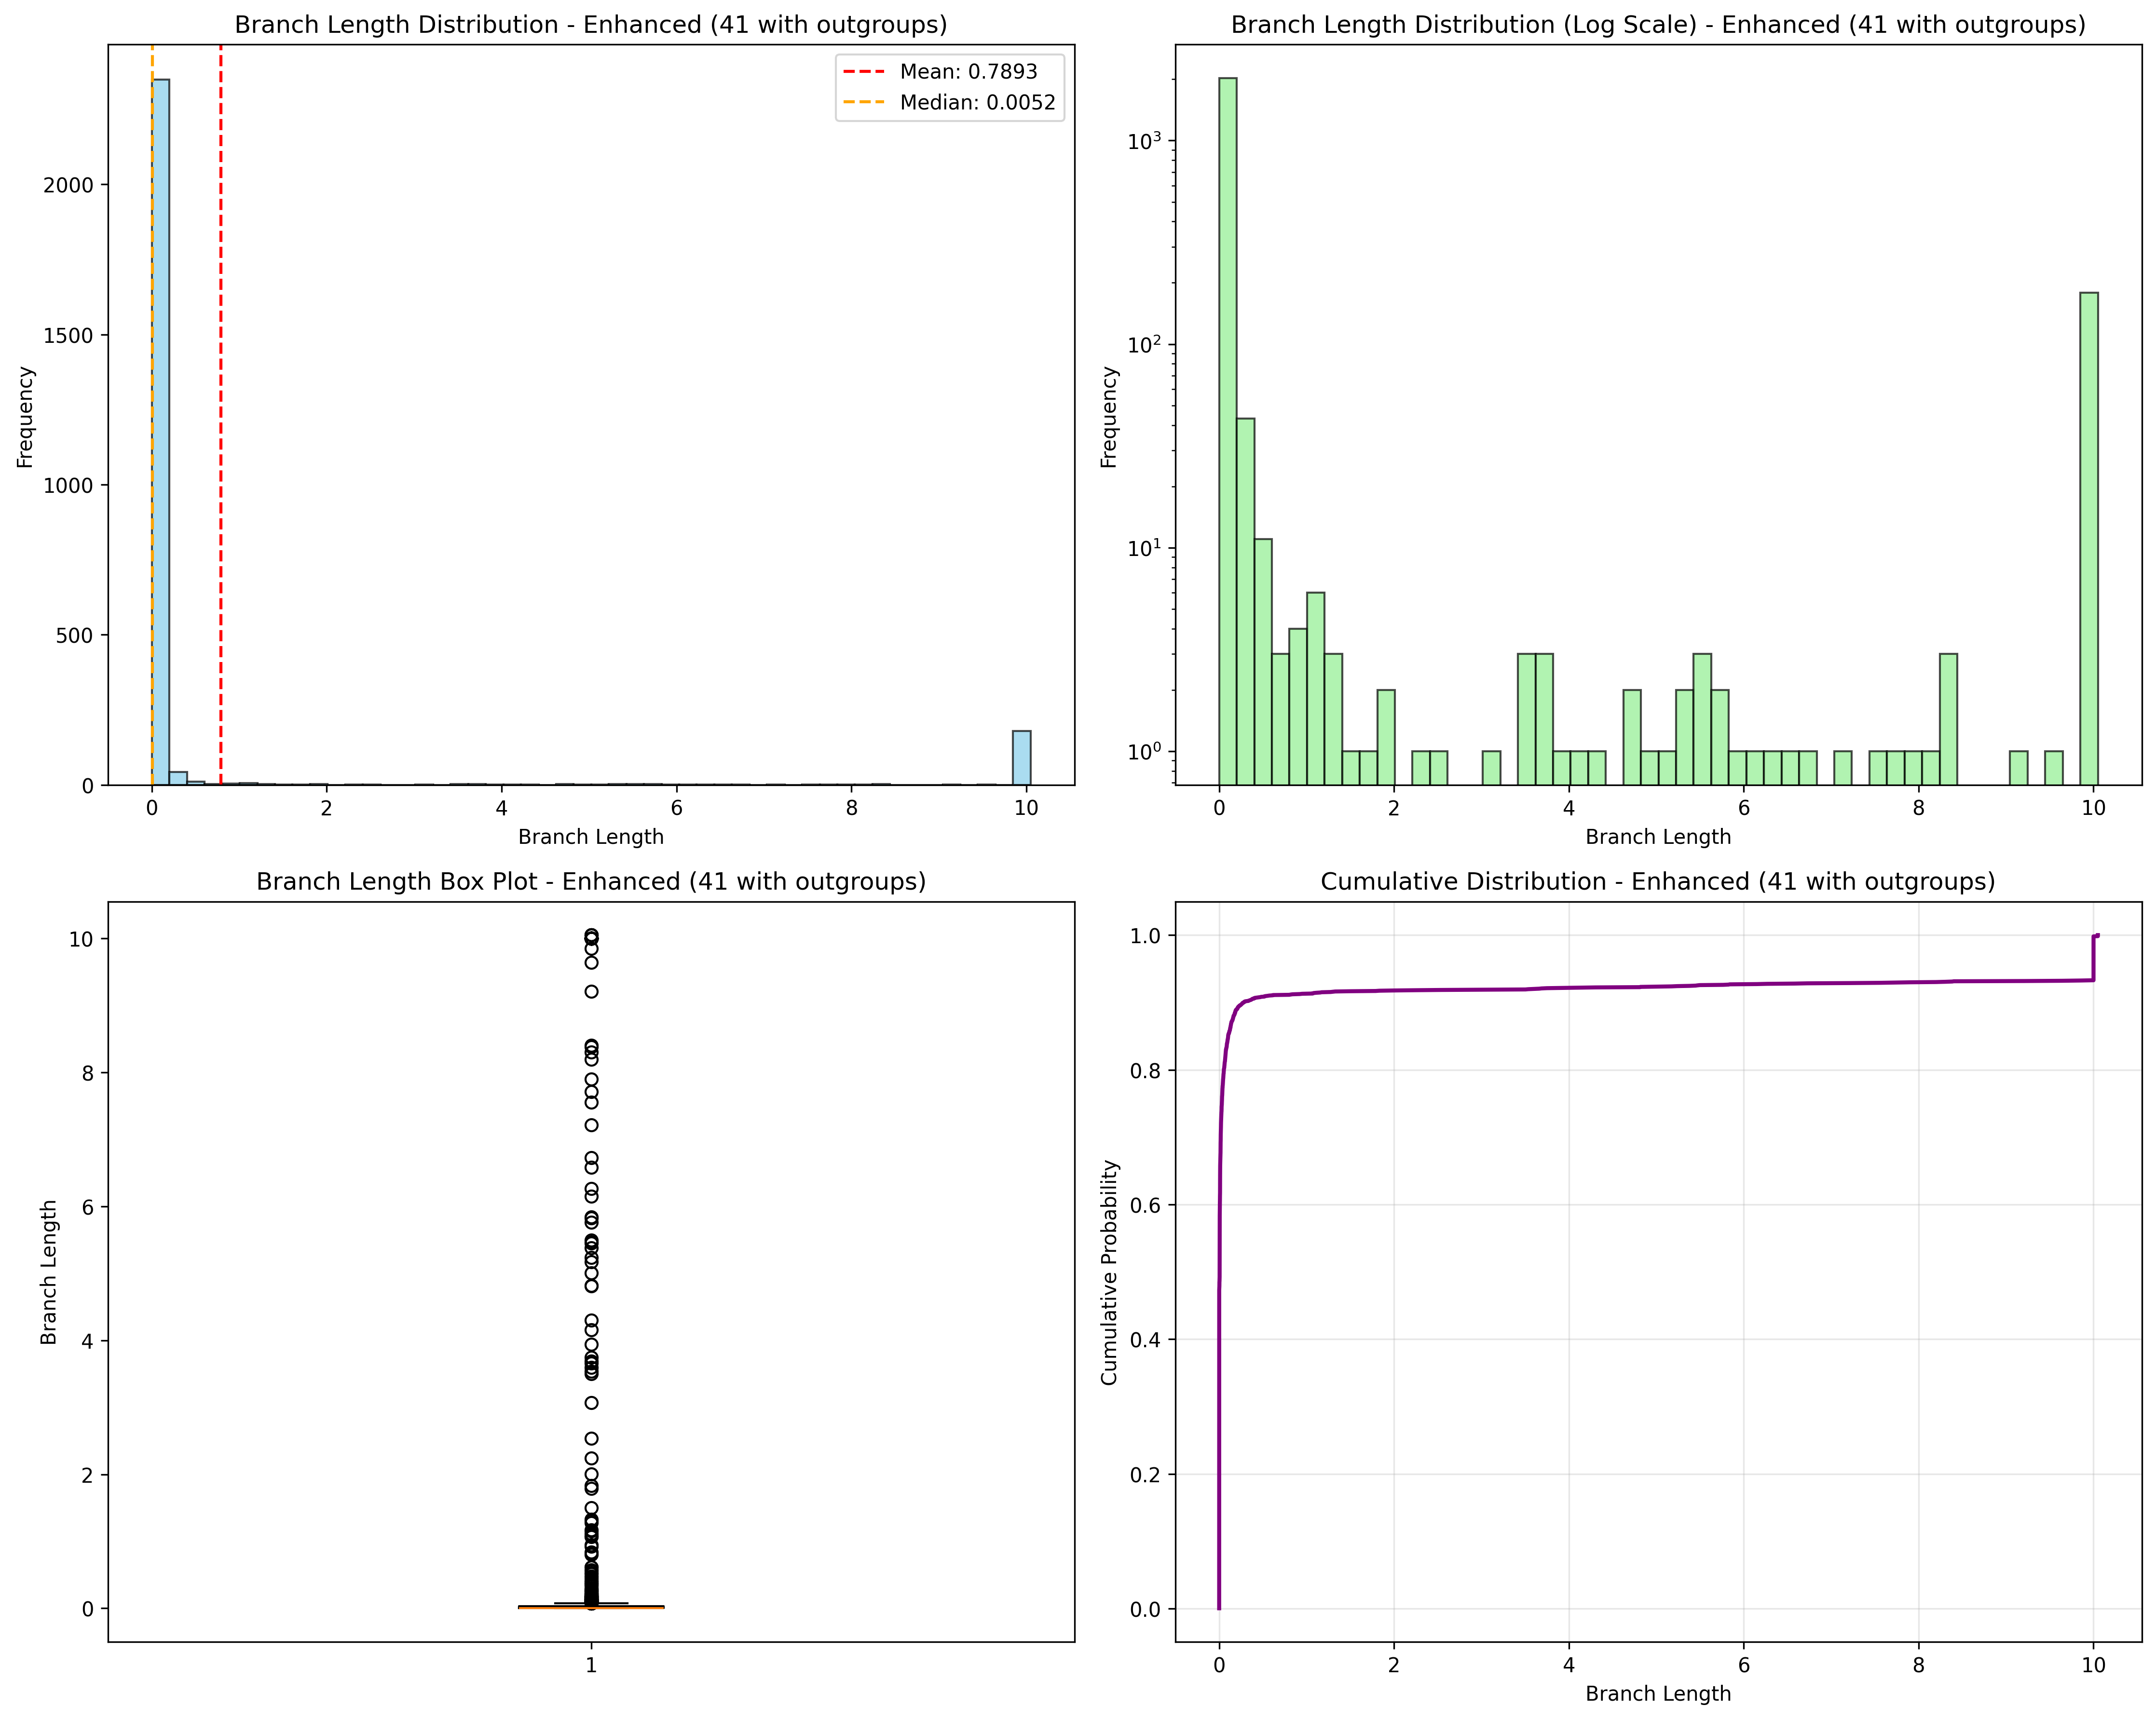 Branch Length Distribution - Enhanced (41 with outgroups)
Mean: 0.7893
Median: 0.0052
Frequency
2000
1500
1000
500
0
0 2 4 6 8 10
Branch Length
Branch Length Distribution (Log Scale) - Enhanced (41 with outgroups)
Frequency
10³
10²
10¹
10⁰
0 2 4 6 8 10
Branch Length
Branch Length Box Plot - Enhanced (41 with outgroups)
Branch Length
10
8
6
4
2
0
1
Cumulative Distribution - Enhanced (41 with outgroups)
Cumulative Probability
1.0
0.8
0.6
0.4
0.2
0.0
0 2 4 6 8 10
Branch Length